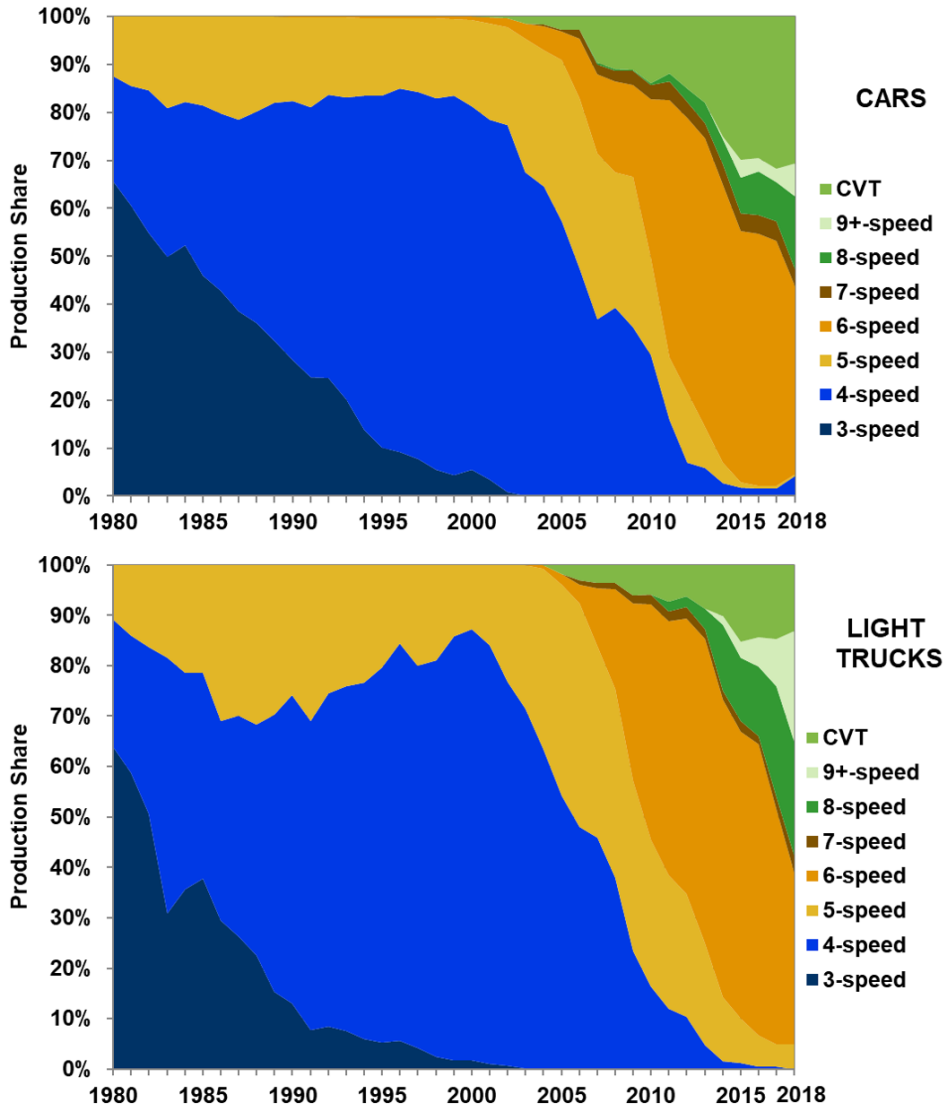 100%
90%
80%
70%
60%
50%
40%
30%
20%
10%
0%
Production Share
1980 1985 1990 1995 2000 2005 2010 2015 2018
CARS
CVT
9+-speed
8-speed
7-speed
6-speed
5-speed
4-speed
3-speed
100%
90%
80%
70%
60%
50%
40%
30%
20%
10%
0%
Production Share
1980 1985 1990 1995 2000 2005 2010 2015 2018
LIGHT
TRUCKS
CVT
9+-speed
8-speed
7-speed
6-speed
5-speed
4-speed
3-speed